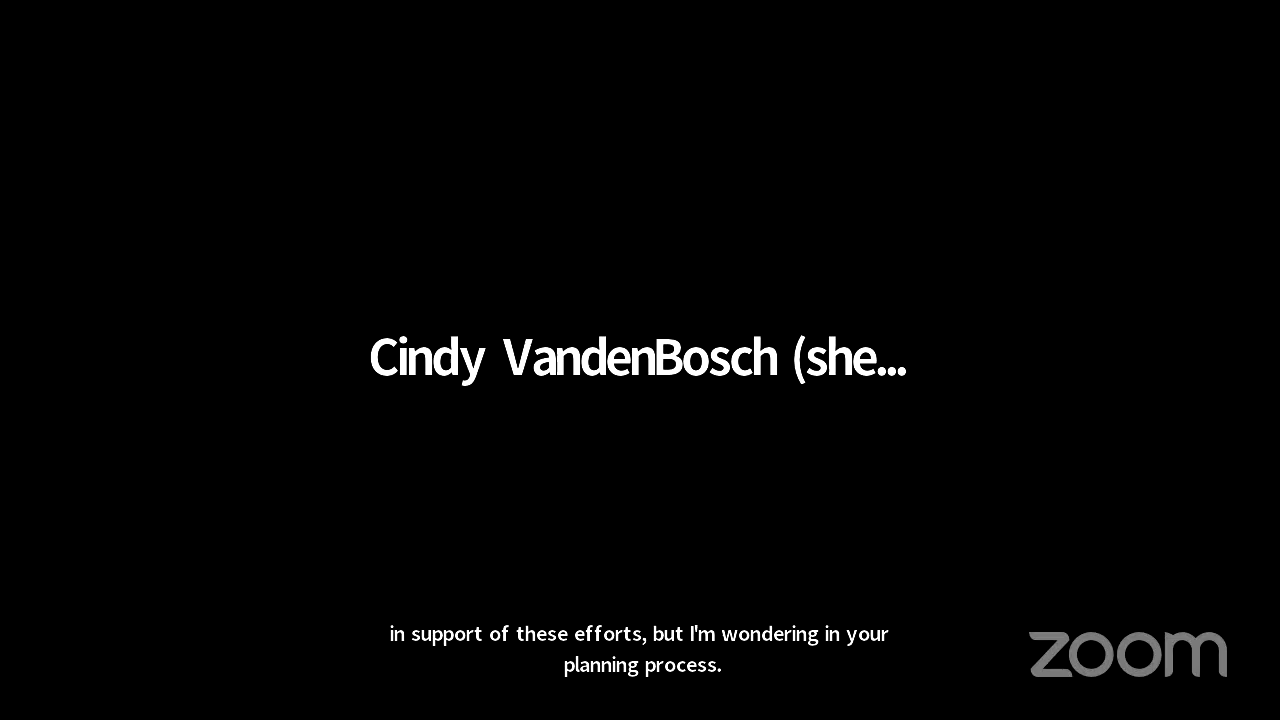 Cindy VandenBosch (she...
in support of these efforts, but I'm wondering in your
planning process.
zoom